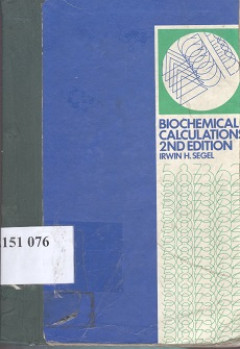 BIOCHEMICAL
CALCULATIONS
2ND EDITION
IRWIN H. SEGEL
151 076